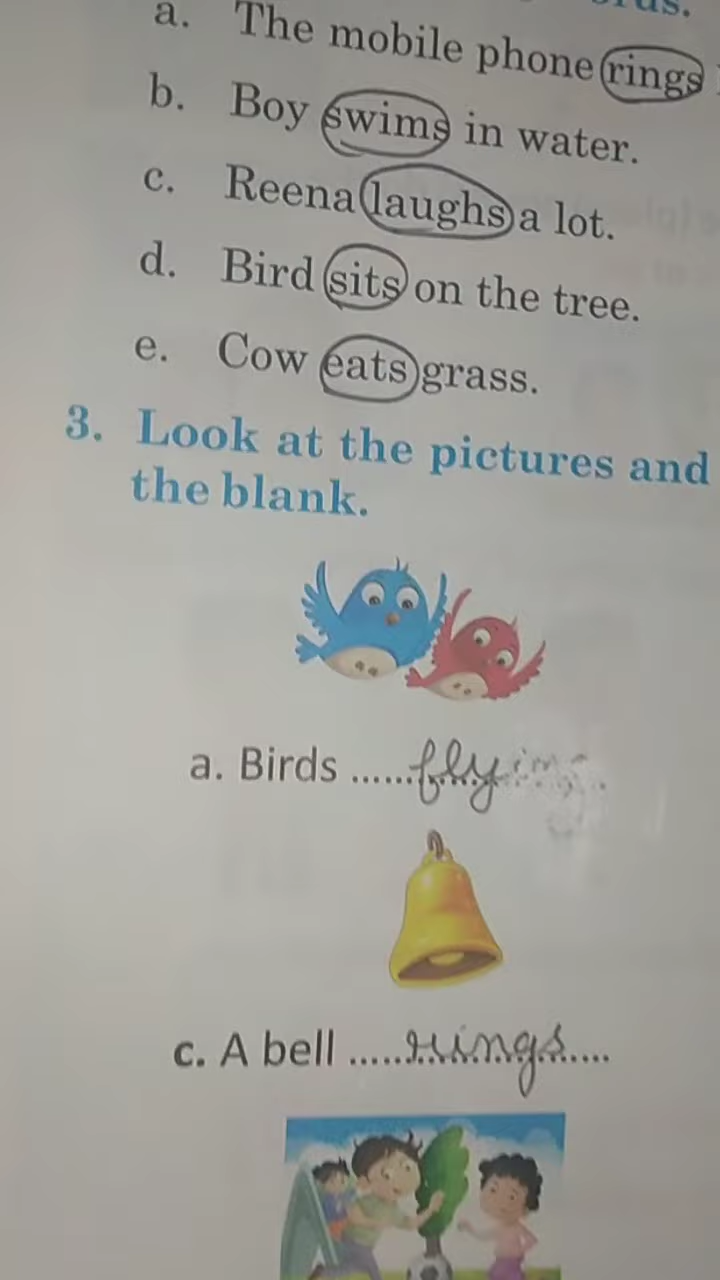 a. The mobile phone rings
b. Boy swims in water.
c. Reena laughs a lot.
d. Bird sits on the tree.
e. Cow eats grass.
3. Look at the pictures and
the blank.
a. Birds ......fly
c. A bell .....rings....